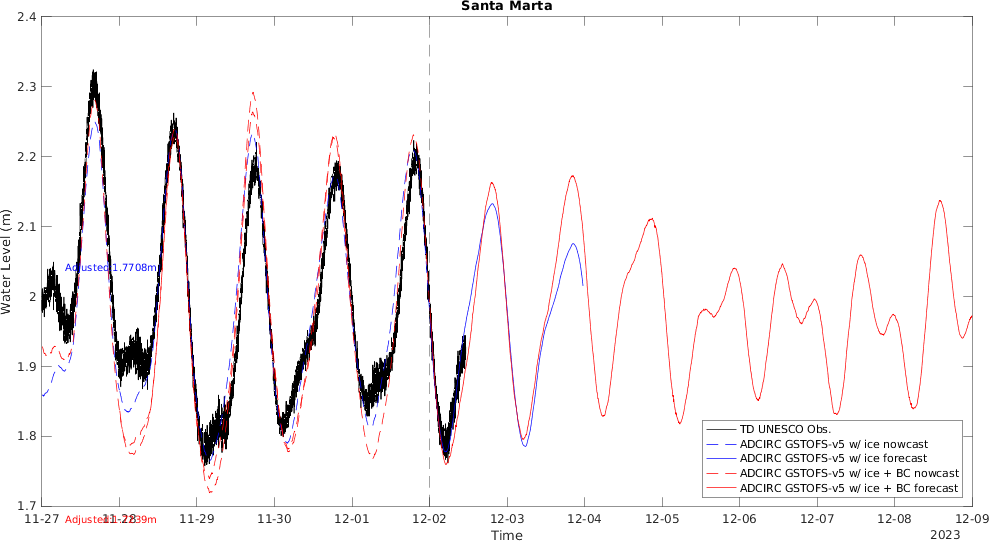 Santa Marta
2.4
2.3
2.2
2.1
2
1.9
1.8
1.7
Water Level (m)
Adjusted 1.7708m
TD UNESCO Obs.
ADCIRC GSTOFS-v5 w/ ice nowcast
ADCIRC GSTOFS-v5 w/ ice forecast
ADCIRC GSTOFS-v5 w/ ice + BC nowcast
ADCIRC GSTOFS-v5 w/ ice + BC forecast
11-27 11-28 11-29 11-30 12-01 12-02 12-03 12-04 12-05 12-06 12-07 12-08 12-09
Time
2023